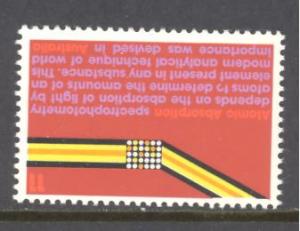 Atomic Absorption
spectrophotometry
depends on the absorption of light by
atoms to determine the amounts of an
element present in any substance. This
modern analytical technique of world
importance was devised in Australia
11